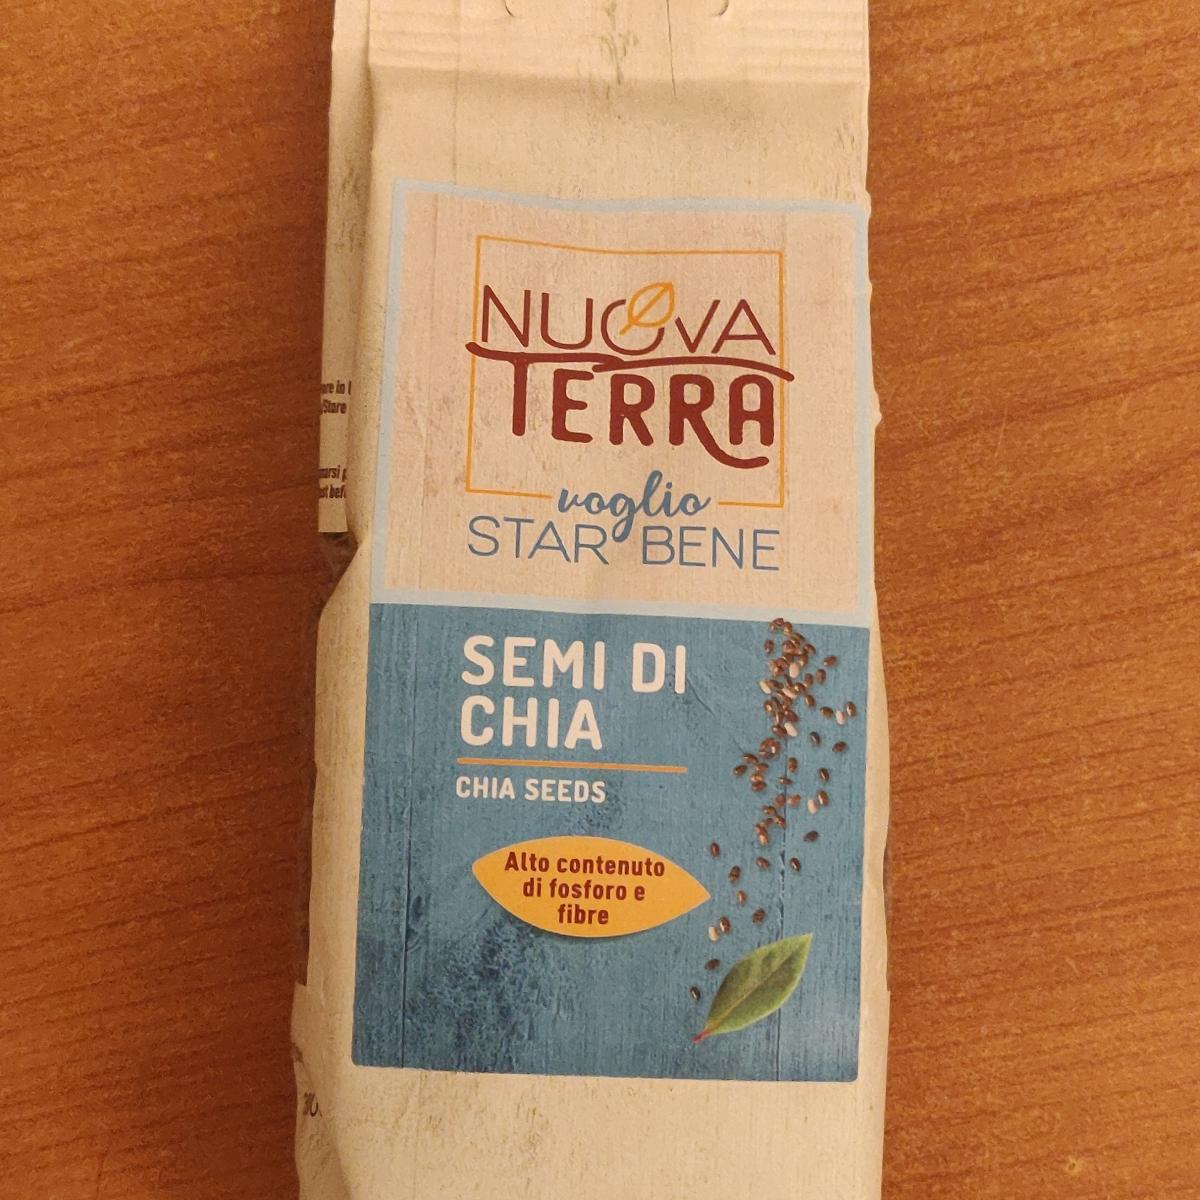 NUOVA
TERRA
voglio
STAR BENE
SEMI DI
CHIA
CHIA SEEDS
Alto contenuto
di fosforo e
fibre